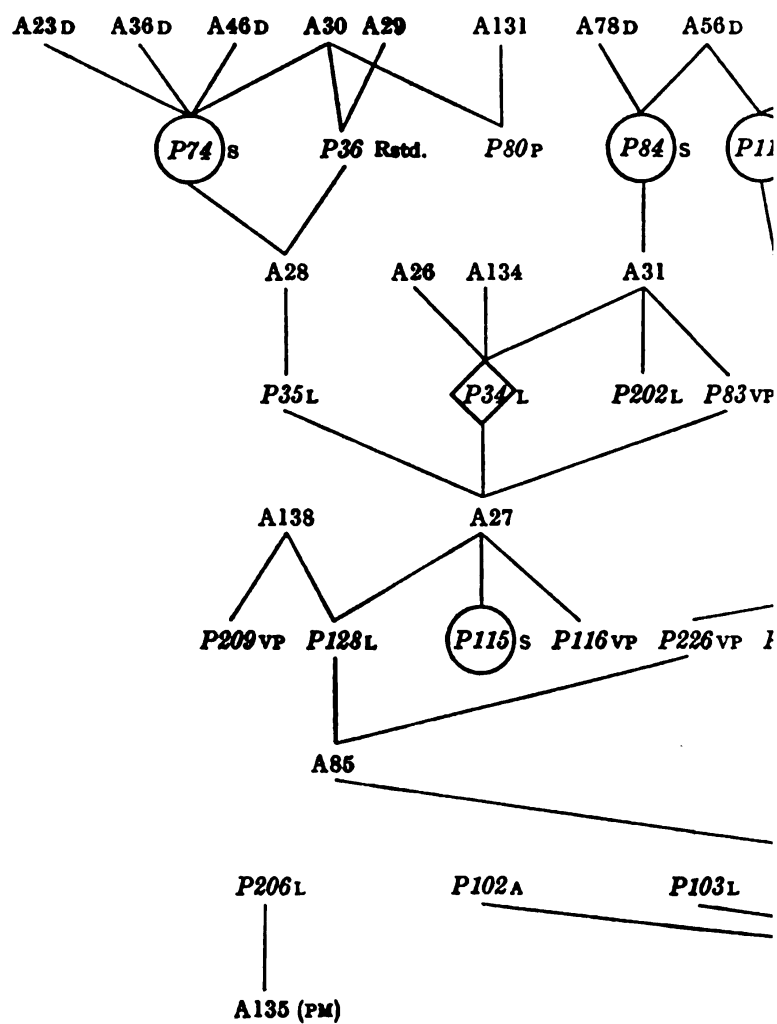 A23D A36D A46D A30 A29 A131 A78D A56D
P74 S P36 Rstd. P80P P84 S P11
A28 A26 A134 A31
P35L P34 L P202L P83VP
A138 A27
P209VP P128L P115 S P116VP P226VP P
A85
P206L P102A P103L
A135 (PM)